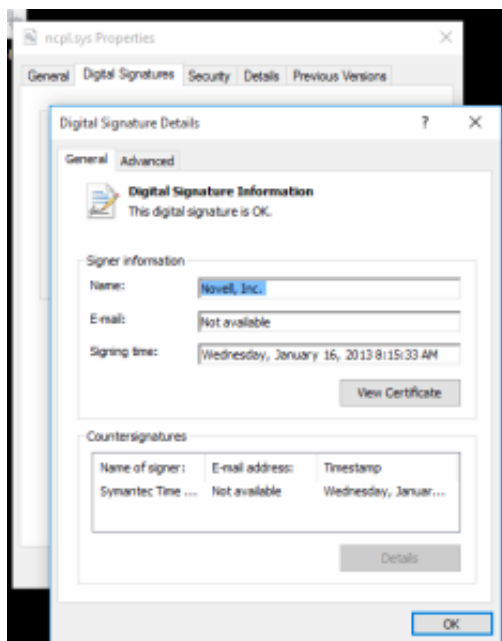 ncpl.sys Properties
General Digital Signatures Security Details Previous Versions
Digital Signature Details ?
General Advanced
Digital Signature Information
This digital signature is OK.
Signer information
Name: Novell, Inc.
E-mail: Not available
Signing time: Wednesday, January 16, 2013 8:15:33 AM
View Certificate
Countersignatures
Name of signer: E-mail address: Timestamp
Symantec Time ... Not available Wednesday, Januar...
Details
OK